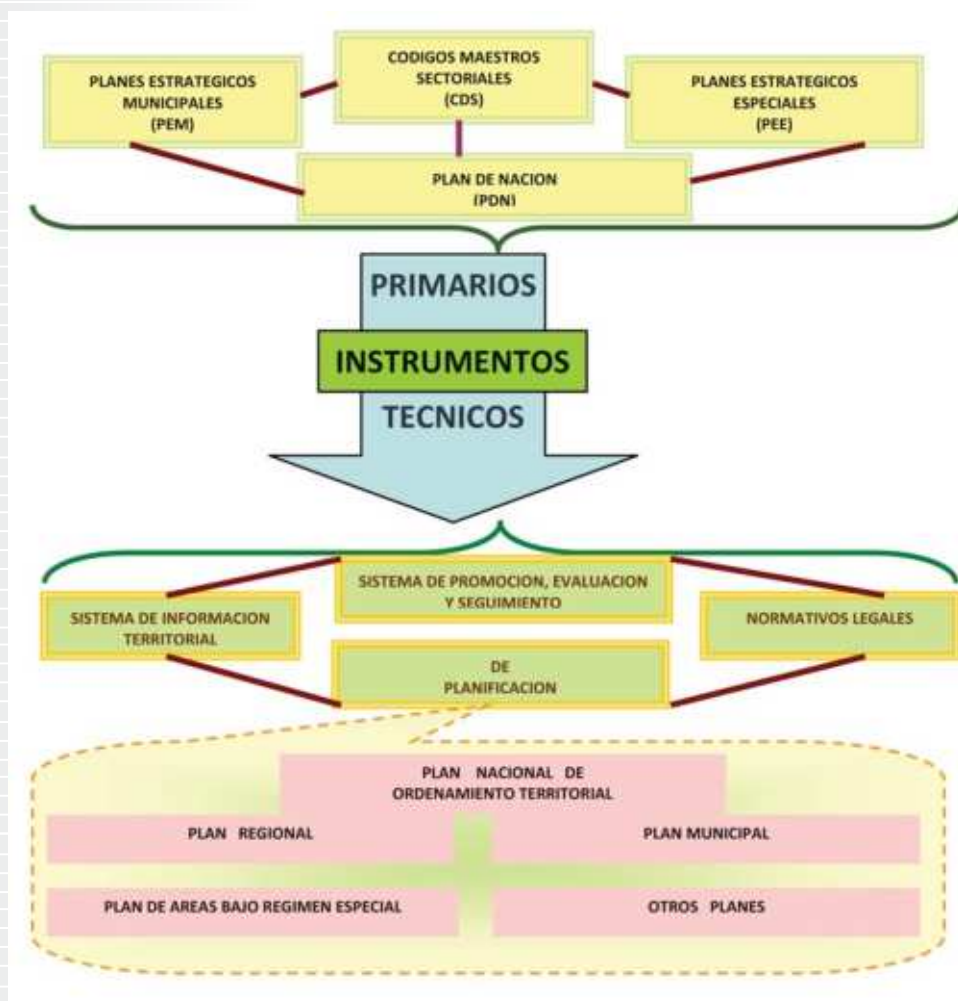 PLANES ESTRATEGICOS
MUNICIPALES
(PEM)
CODIGOS MAESTROS
SECTORIALES
(CDS)
PLANES ESTRATEGICOS
ESPECIALES
(PEE)
PLAN DE NACION
(PDN)
PRIMARIOS
INSTRUMENTOS
TECNICOS
SISTEMA DE PROMOCION, EVALUACION
Y SEGUIMIENTO
SISTEMA DE INFORMACION
TERRITORIAL
NORMATIVOS LEGALES
DE
PLANIFICACION
PLAN NACIONAL DE
ORDENAMIENTO TERRITORIAL
PLAN REGIONAL
PLAN MUNICIPAL
PLAN DE AREAS BAJO REGIMEN ESPECIAL
OTROS PLANES